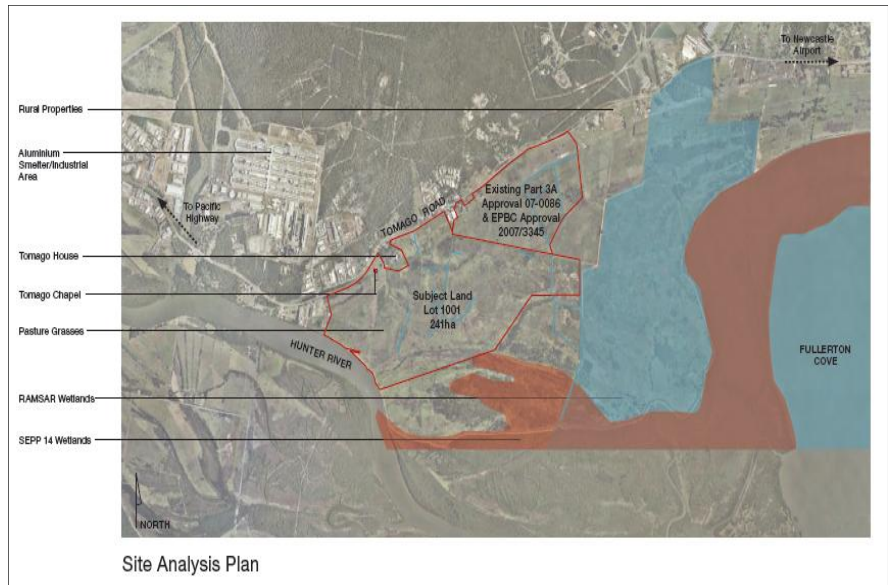 To Newcastle
Airport
Rural Properties
Aluminium
Smelter/Industrial
Area
To Pacific
Highway
TOMAGO ROAD
Existing Part 3A
Approval 07-0086
& EPBC Approval
2007/3345
Tomago House
Tomago Chapel
Subject Land
Lot 1001
241ha
Pasture Grasses
HUNTER RIVER
FULLERTON
COVE
RAMSAR Wetlands
SEPP 14 Wetlands
NORTH
Site Analysis Plan